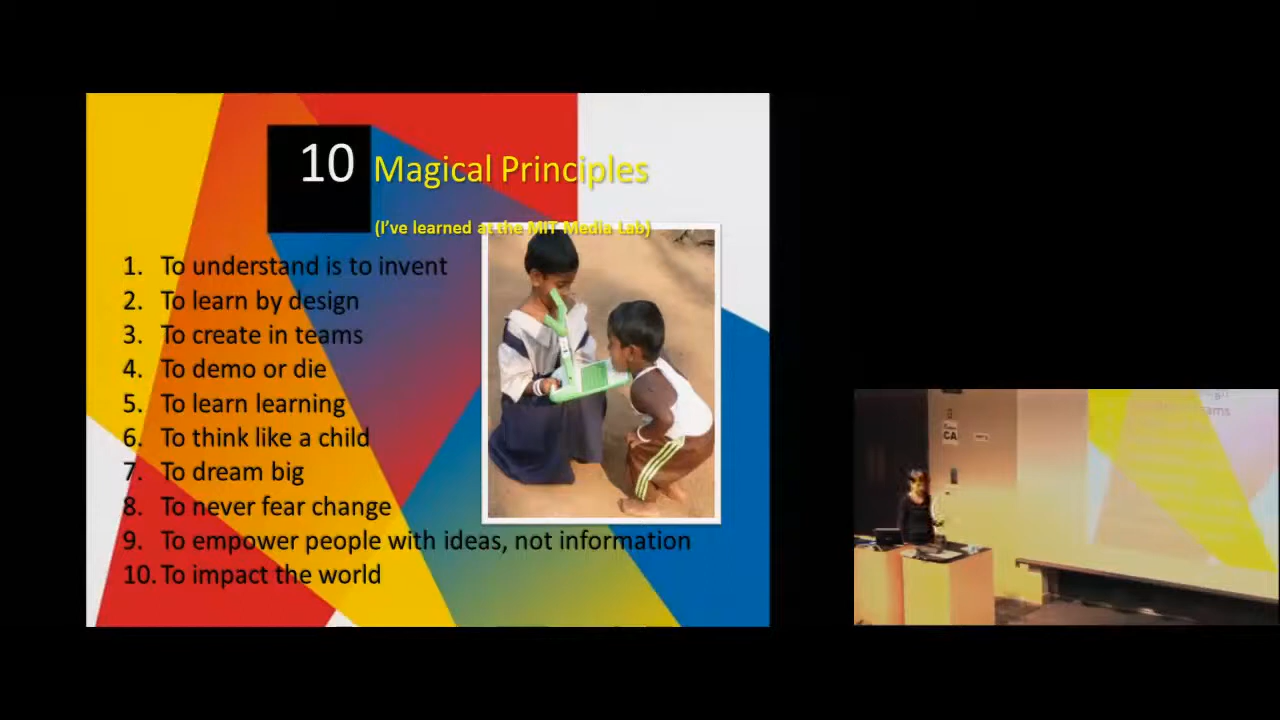 10 Magical Principles
(I've learned at the MIT Media Lab)
1. To understand is to invent
2. To learn by design
3. To create in teams
4. To demo or die
5. To learn learning
6. To think like a child
7. To dream big
8. To never fear change
9. To empower people with ideas, not information
10. To impact the world
CA